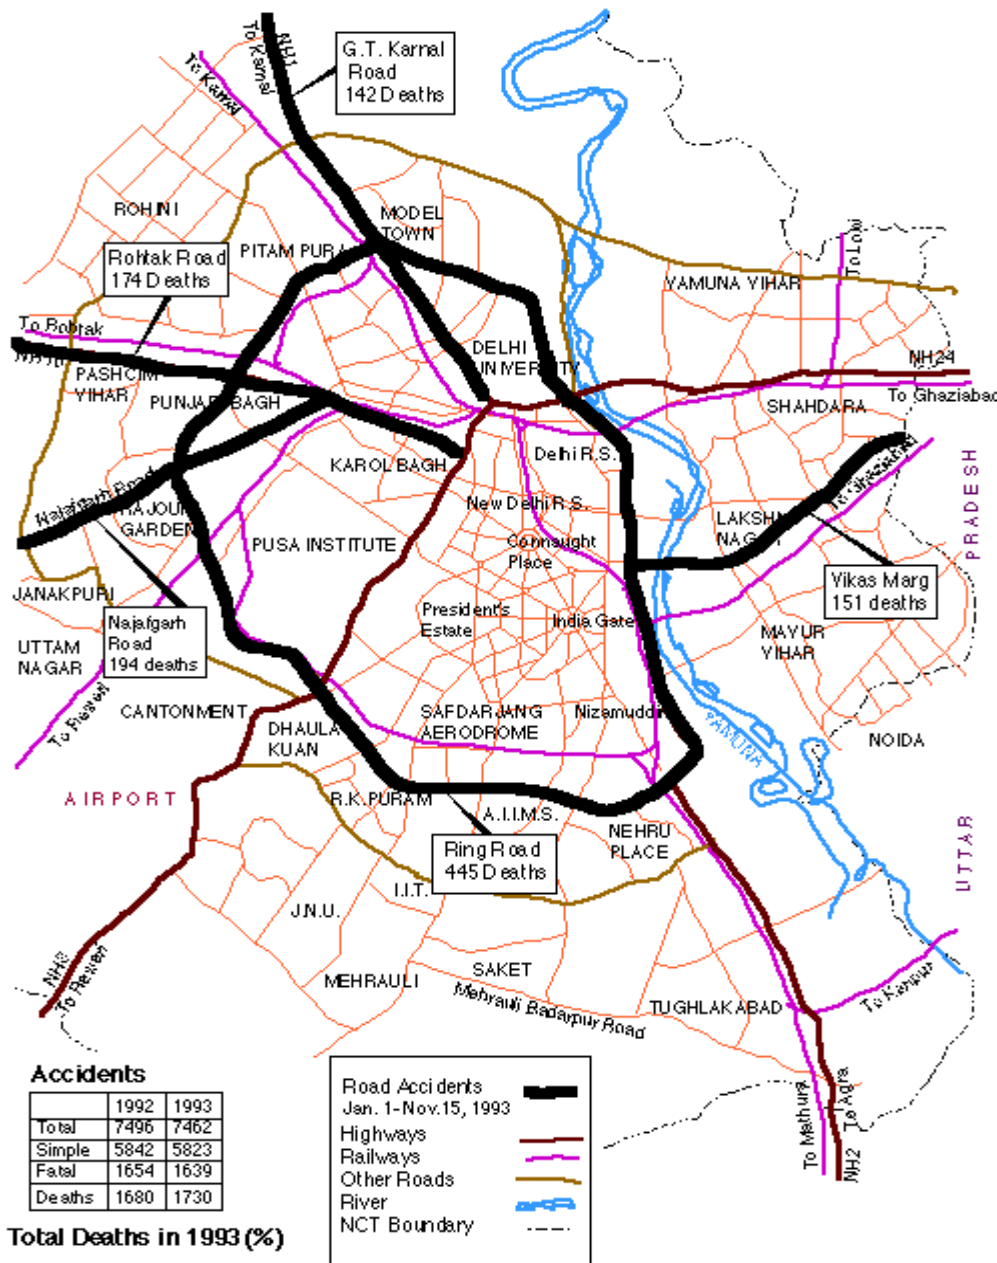 NH1
To Karnal
To Karnal
G.T. Karnal
Road
142 Deaths
ROHINI
MODEL
TOWN
PITAM PURA
Rohtak Road
174 Deaths
To Rohtak
PASHCIM
VIHAR
PUNJABI BAGH
DELHI
UNIVERSITY
YAMUNA VIHAR
NH24
To Ghaziabad
SHAHDARA
KAROL BAGH
Delhi R.S.
New Delhi R.S.
Connaught
Place
Najafgarh Road
GARDEN
PUSA INSTITUTE
LAKSHMI
NAGAR
To Ghaziabad
Vikas Marg
151 deaths
JANAKPURI
Najafgarh
Road
194 deaths
President's
Estate
India Gate
UTTAM
NAGAR
MAYUR
VIHAR
CANTONMENT
DHAULA
KUAN
SAFDARJANG
AERODROME
Nizamuddin
YAMUNA
NOIDA
AIRPORT
R.K. PURAM
A.I.I.M.S.
NEHRU
PLACE
Ring Road
445 Deaths
I.I.T.
J.N.U.
UTTAR
PRADESH
MEHRAULI
SAKET
Mehrauli Badarpur Road
TUGHLAKABAD
To Kanpur
To Mathura
NH2 To Agra
Accidents
1992 1993
Total 7496 7462
Simple 5842 5823
Fatal 1654 1639
Deaths 1680 1730
Total Deaths in 1993 (%)
Road Accidents
Jan. 1-Nov.15, 1993
Highways
Railways
Other Roads
River
NCT Boundary